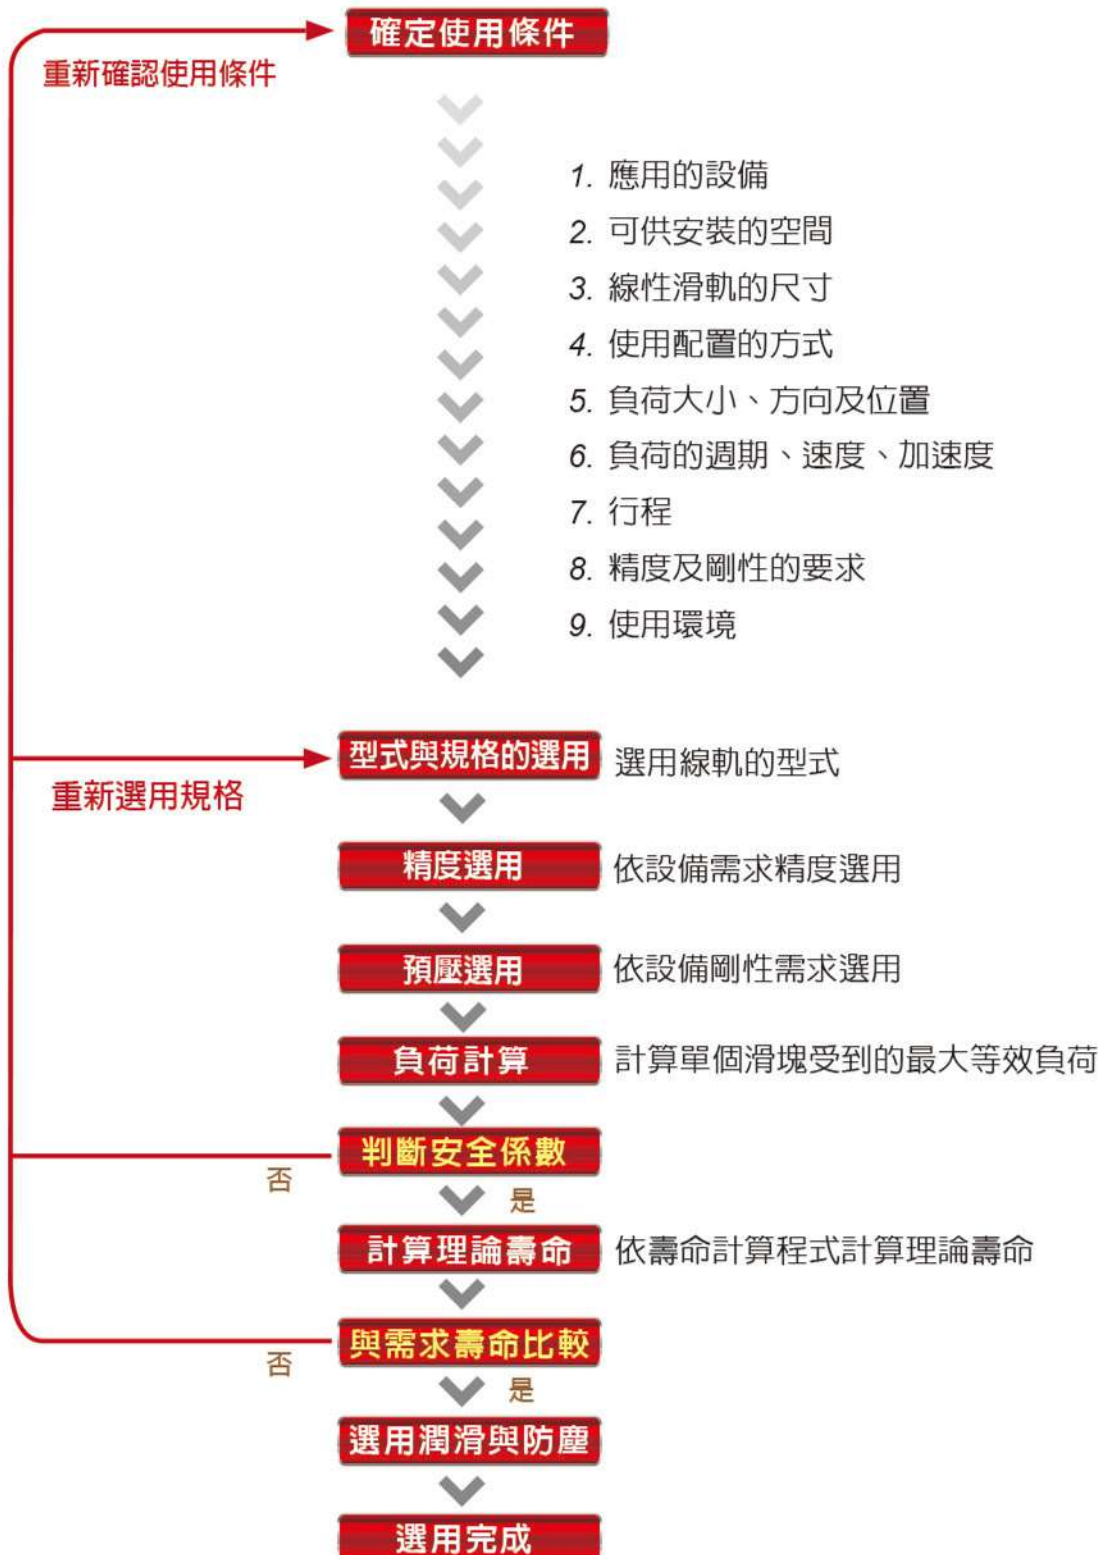 確定使用條件
重新確認使用條件
1. 應用的設備
2. 可供安裝的空間
3. 線性滑軌的尺寸
4. 使用配置的方式
5. 負荷大小、方向及位置
6. 負荷的週期、速度、加速度
7. 行程
8. 精度及剛性的要求
9. 使用環境
型式與規格的選用 選用線軌的型式
重新選用規格
精度選用 依設備需求精度選用
預壓選用 依設備剛性需求選用
負荷計算 計算單個滑塊受到的最大等效負荷
判斷安全係數
否
是
計算理論壽命 依壽命計算程式計算理論壽命
與需求壽命比較
否
是
選用潤滑與防塵
選用完成